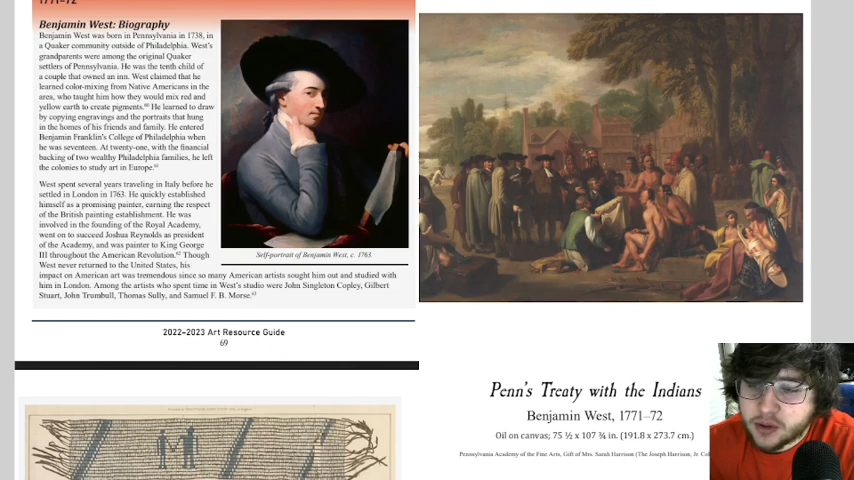 1771–72
Benjamin West: Biography
Benjamin West was born in Pennsylvania in 1738, in
a Quaker community outside of Philadelphia. West's
grandparents were among the original Quaker
settlers of Pennsylvania. He was the tenth child of
a couple that owned an inn. West claimed that he
learned color-mixing from Native Americans in the
area, who taught him how they would mix red and
yellow earth to create pigments.60 He learned to draw
by copying engravings and the portraits that hung
in the homes of his friends and family. He entered
Benjamin Franklin's College of Philadelphia when
he was seventeen. At twenty-one, with the financial
backing of two wealthy Philadelphia families, he left
the colonies to study art in Europe.61
West spent several years traveling in Italy before he
settled in London in 1763. He quickly established
himself as a promising painter, earning the respect
of the British painting establishment. He was
involved in the founding of the Royal Academy,
went on to succeed Joshua Reynolds as president
of the Academy, and was painter to King George
III throughout the American Revolution.62 Though
West never returned to the United States, his
impact on American art was tremendous since so many American artists sought him out and studied with
him in London. Among the artists who spent time in West's studio were John Singleton Copley, Gilbert
Stuart, John Trumbull, Thomas Sully, and Samuel F. B. Morse.63
Self-portrait of Benjamin West, c. 1763.
2022–2023 Art Resource Guide
69
Penn's Treaty with the Indians
Benjamin West, 1771–72
Oil on canvas; 75 ½ x 107 ¾ in. (191.8 x 273.7 cm.)
Pennsylvania Academy of the Fine Arts, Gift of Mrs. Sarah Harrison (The Joseph Harrison, Jr.